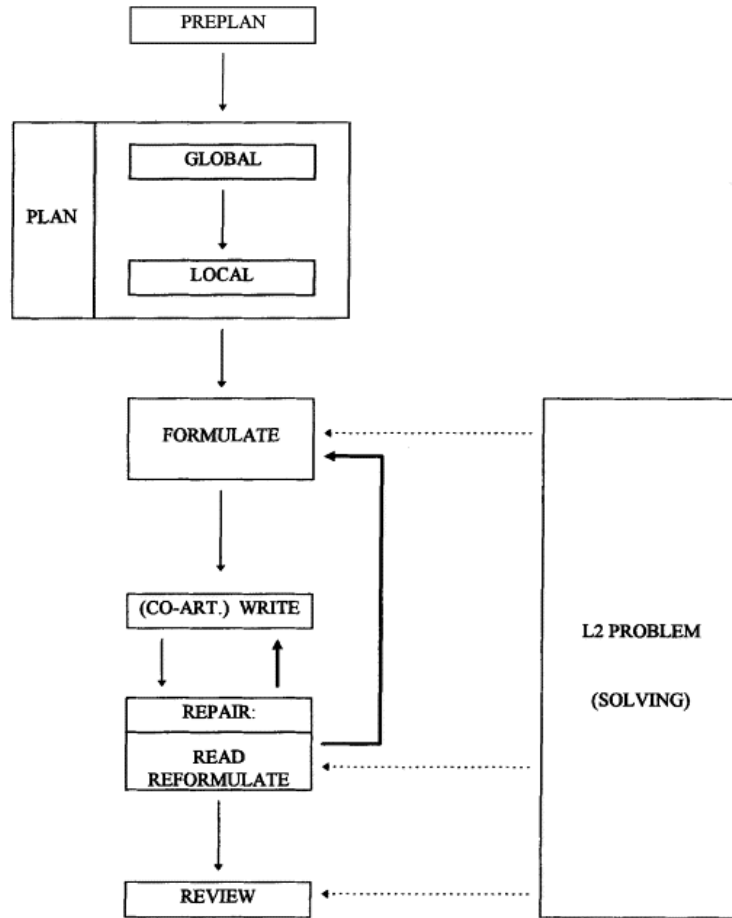 PREPLAN
GLOBAL
PLAN
LOCAL
FORMULATE
(CO-ART.) WRITE
L2 PROBLEM
(SOLVING)
REPAIR:
READ
REFORMULATE
REVIEW